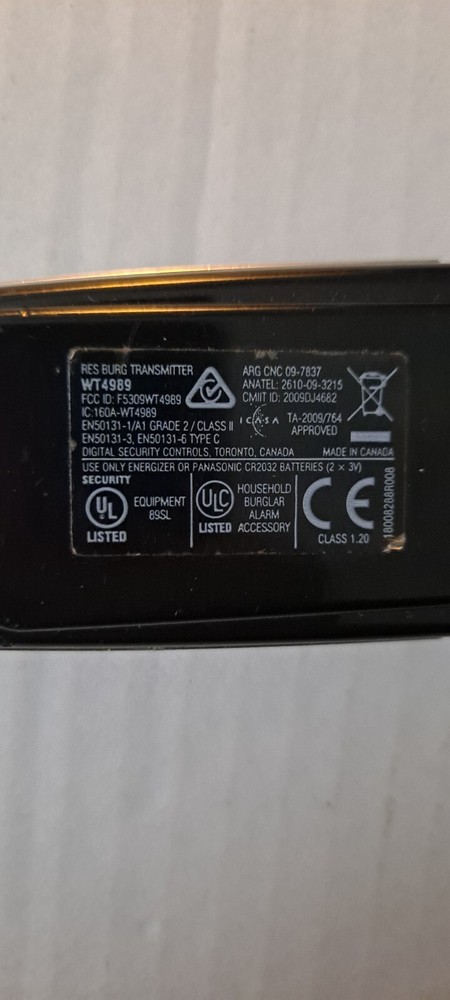 RES BURG TRANSMITTER
WT4989
FCC ID: F5309WT4989
IC:160A-WT4989
EN50131-1/A1 GRADE 2 / CLASS II
EN50131-3, EN50131-6 TYPE C
DIGITAL SECURITY CONTROLS, TORONTO, CANADA
ARG CNC 09-7837
ANATEL: 2610-09-3215
CMIIT ID: 2009DJ4682
ICASA TA-2009/764
APPROVED
MADE IN CANADA
USE ONLY ENERGIZER OR PANASONIC CR2032 BATTERIES (2 × 3V)
SECURITY
UL EQUIPMENT
89SL
LISTED
ULC HOUSEHOLD
BURGLAR
ALARM
LISTED ACCESSORY
CE
CLASS 1.20
18008288R008